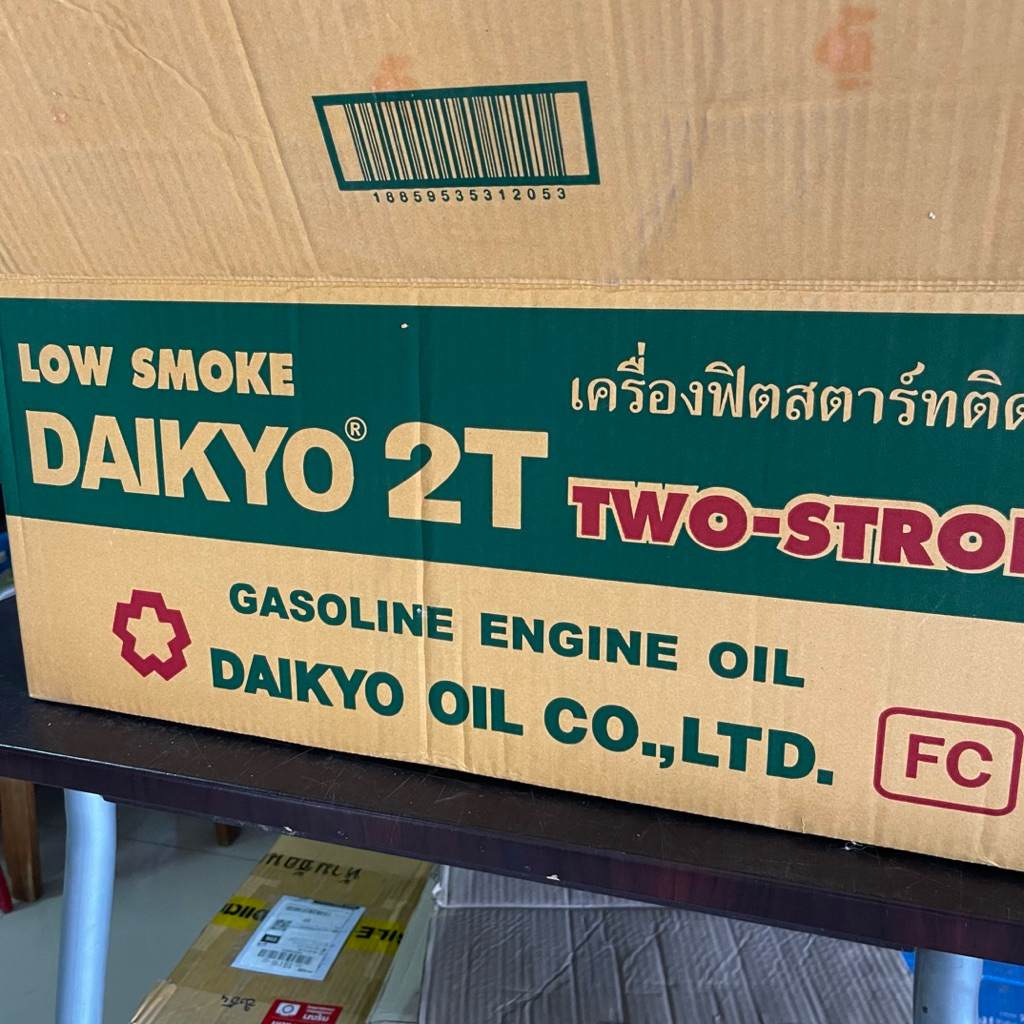 18859535312053
LOW SMOKE
DAIKYO® 2T
เครื่องฟิตสตาร์ทติด
TWO-STRO
GASOLINE ENGINE OIL
DAIKYO OIL CO.,LTD.
FC